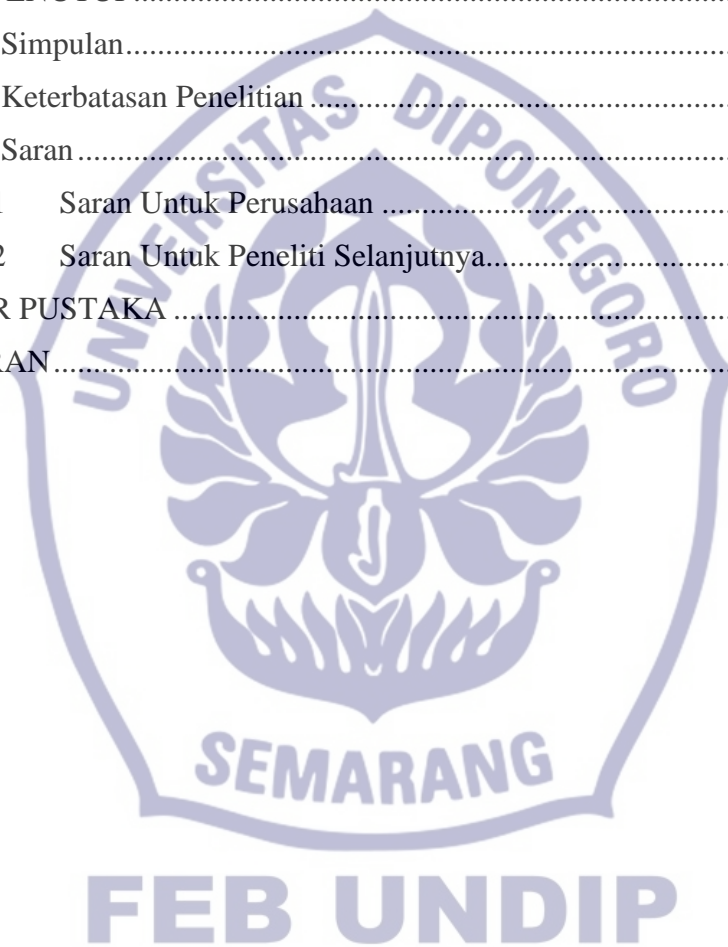 Simpulan
Keterbatasan Penelitian
Saran
Saran Untuk Perusahaan
2 Saran Untuk Peneliti Selanjutnya
R PUSTAKA
RAN
UNIVERSITAS DIPONEGORO
SEMARANG
FEB UNDIP